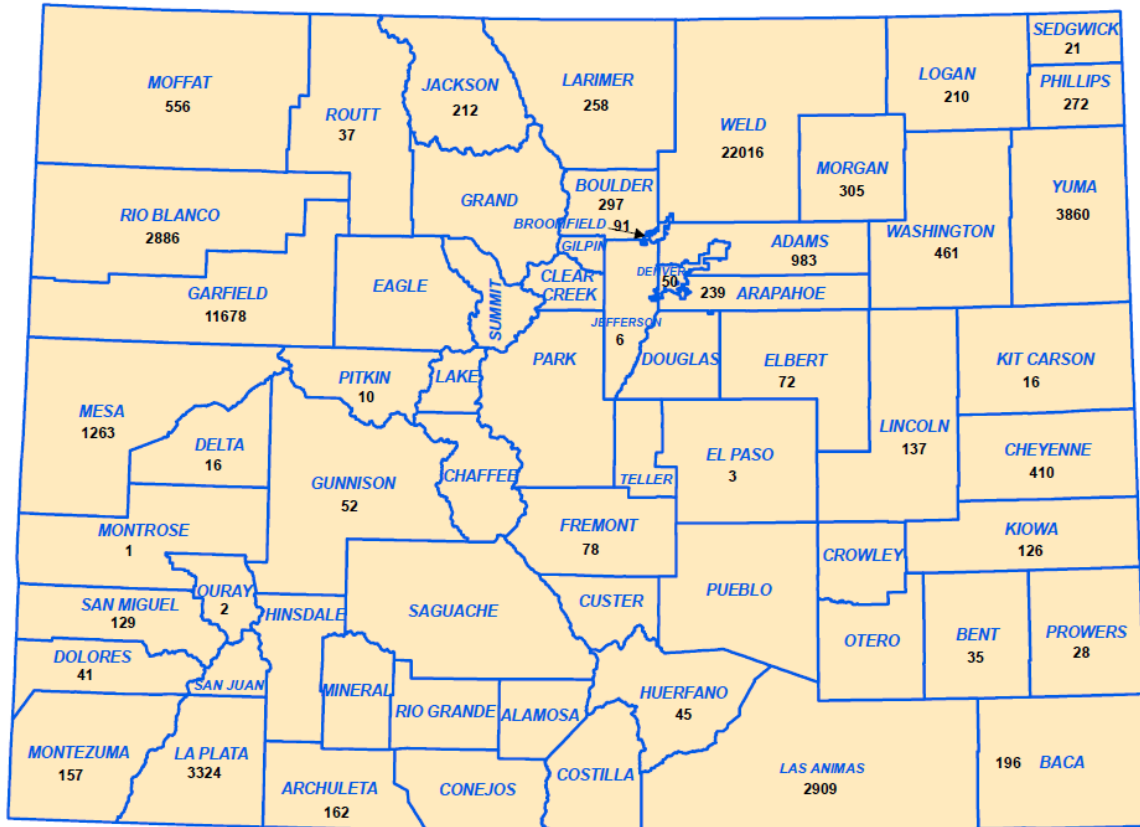 SEDGWICK
21
MOFFAT
556
JACKSON
212
LARIMER
258
LOGAN
210
PHILLIPS
272
ROUTT
37
WELD
22016
MORGAN
305
YUMA
3860
GRAND
BOULDER
297
RIO BLANCO
2886
BROOMFIELD
91
WASHINGTON
461
ADAMS
983
GILPIN
EAGLE
CLEAR
CREEK
DENVER
50
239
ARAPAHOE
GARFIELD
11678
SUMMIT
JEFFERSON
6
PARK
DOUGLAS
ELBERT
72
KIT CARSON
16
PITKIN
10
LAKE
MESA
1263
LINCOLN
137
DELTA
16
CHEYENNE
410
EL PASO
3
GUNNISON
52
CHAFFEE
TELLER
MONTROSE
1
FREMONT
78
KIOWA
126
CROWLEY
OURAY
2
PUEBLO
SAN MIGUEL
129
HINSDALE
SAGUACHE
CUSTER
OTERO
BENT
35
PROWERS
28
DOLORES
41
SAN JUAN
MINERAL
HUERFANO
45
RIO GRANDE
ALAMOSA
MONTEZUMA
157
LA PLATA
3324
COSTILLA
LAS ANIMAS
2909
196
BACA
ARCHULETA
162
CONEJOS